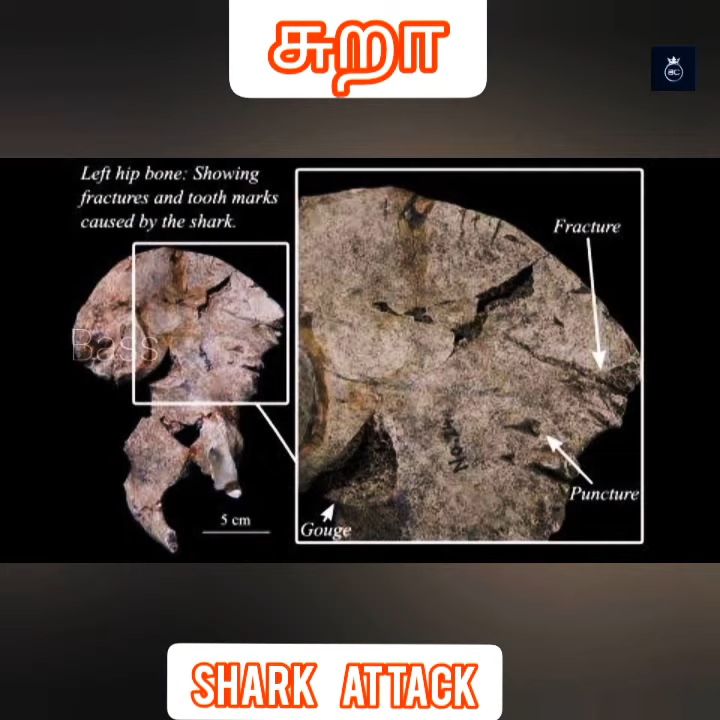 சுறா
Left hip bone: Showing
fractures and tooth marks
caused by the shark.
Fracture
Bass
Puncture
Gouge
5 cm
SHARK ATTACK